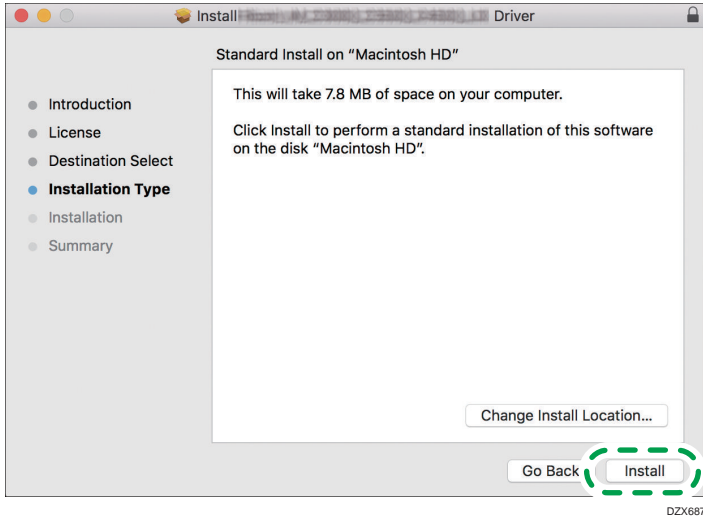 Install Driver
Standard Install on “Macintosh HD”
Introduction
License
Destination Select
Installation Type
Installation
Summary
This will take 7.8 MB of space on your computer.
Click Install to perform a standard installation of this software
on the disk “Macintosh HD”.
Change Install Location...
Go Back
Install
DZX687